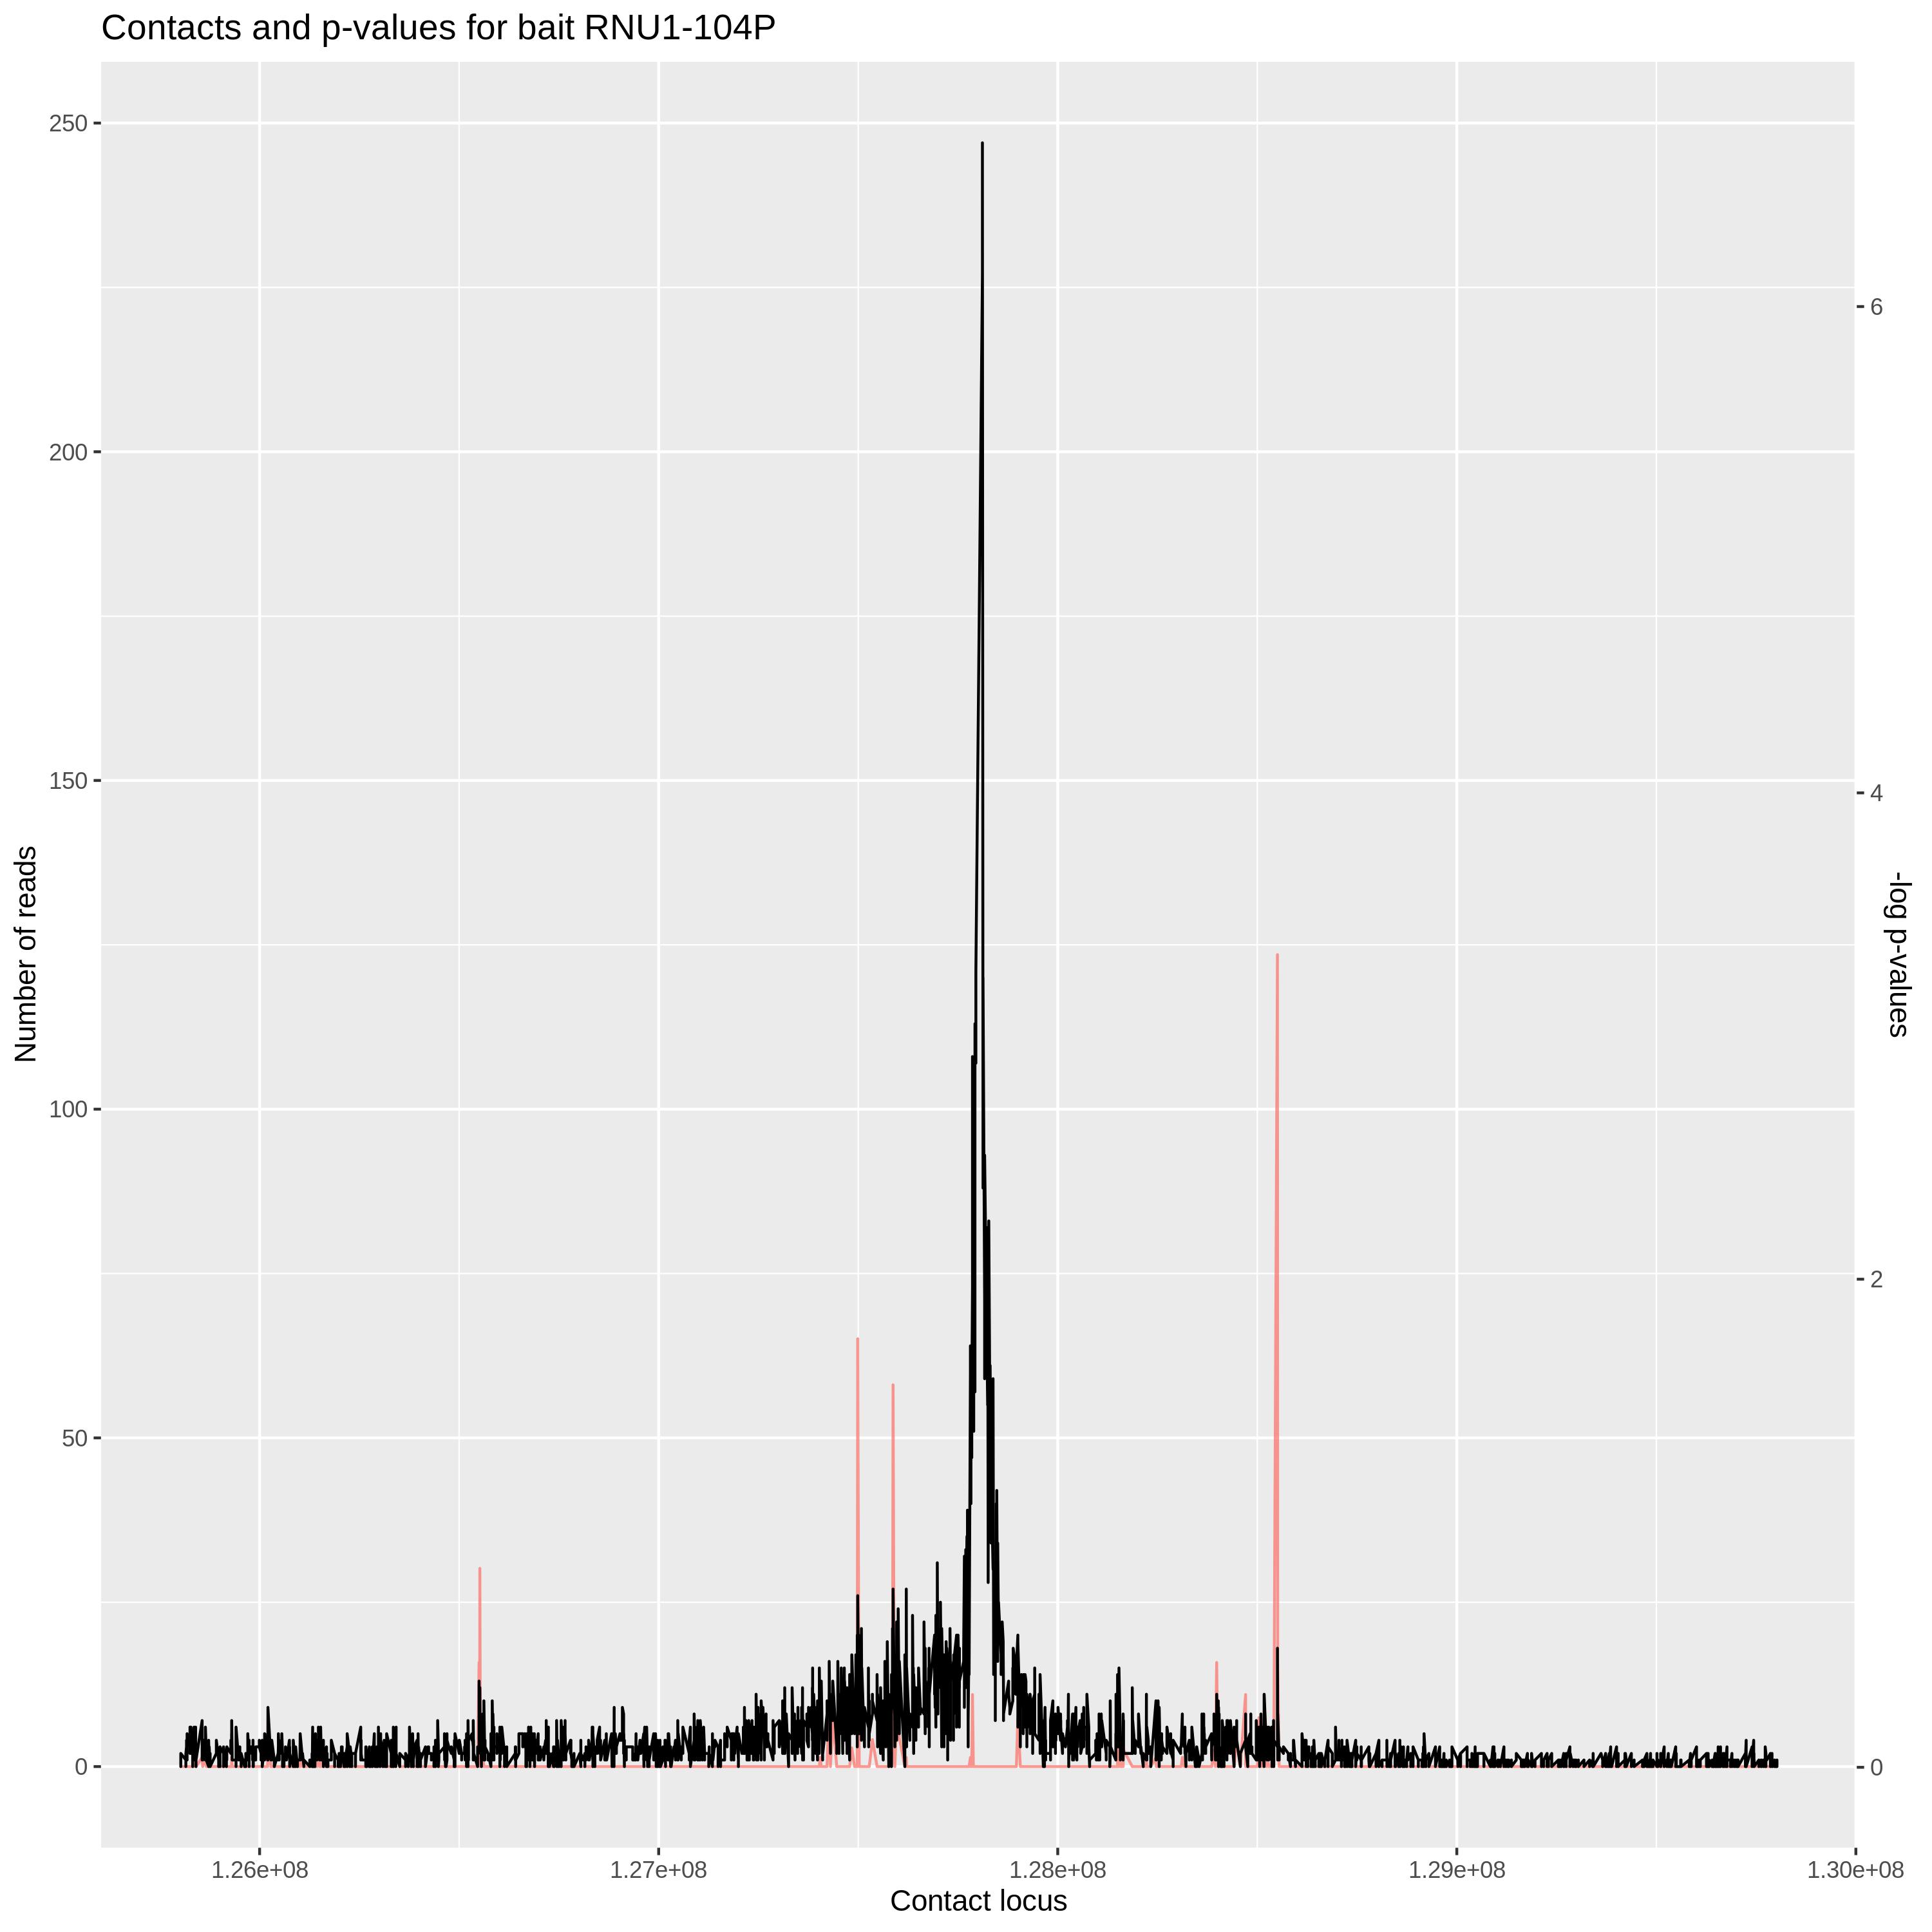 Contacts and p-values for bait RNU1-104P
250
200
150
100
50
0
Number of reads
6
4
2
0
-log p-values
1.26e+08 1.27e+08 1.28e+08 1.29e+08 1.30e+08
Contact locus